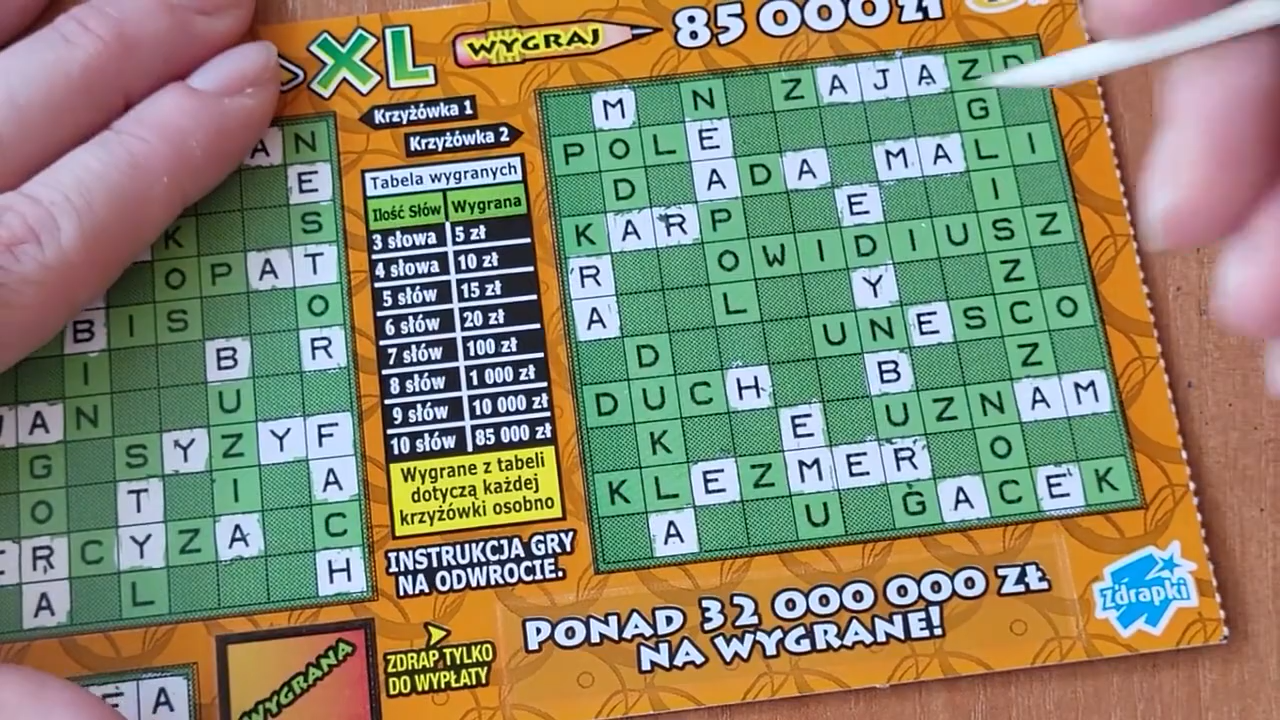 XL WYGRAJ 85 000 zł
Krzyżówka 1
Krzyżówka 2
Tabela wygranych
Ilość Słów Wygrana
3 słowa 5 zł
4 słowa 10 zł
5 słów 15 zł
6 słów 20 zł
7 słów 100 zł
8 słów 1 000 zł
9 słów 10 000 zł
10 słów 85 000 zł
Wygrane z tabeli
dotyczą każdej
krzyżówki osobno
INSTRUKCJA GRY
NA ODWROCIE.
ZDRAP TYLKO
DO WYPŁATY
WYGRANA
PONAD 32 000 000 ZŁ
NA WYGRANE!
Zdrapki
A N
E
K S
O P A T
B I S O
I B R
A N U
G S Y Z Y F
O T I A
R C Y Z A C
A L H
A
M N Z A J A Z D
G
P O L E L I
D A D A M A
K A R P E I
R O W I D I U S Z
A L Y Z
U N E S C O
D B Z
D U C H U Z N A M
K E O
K L E Z M E R
A U G A C E K